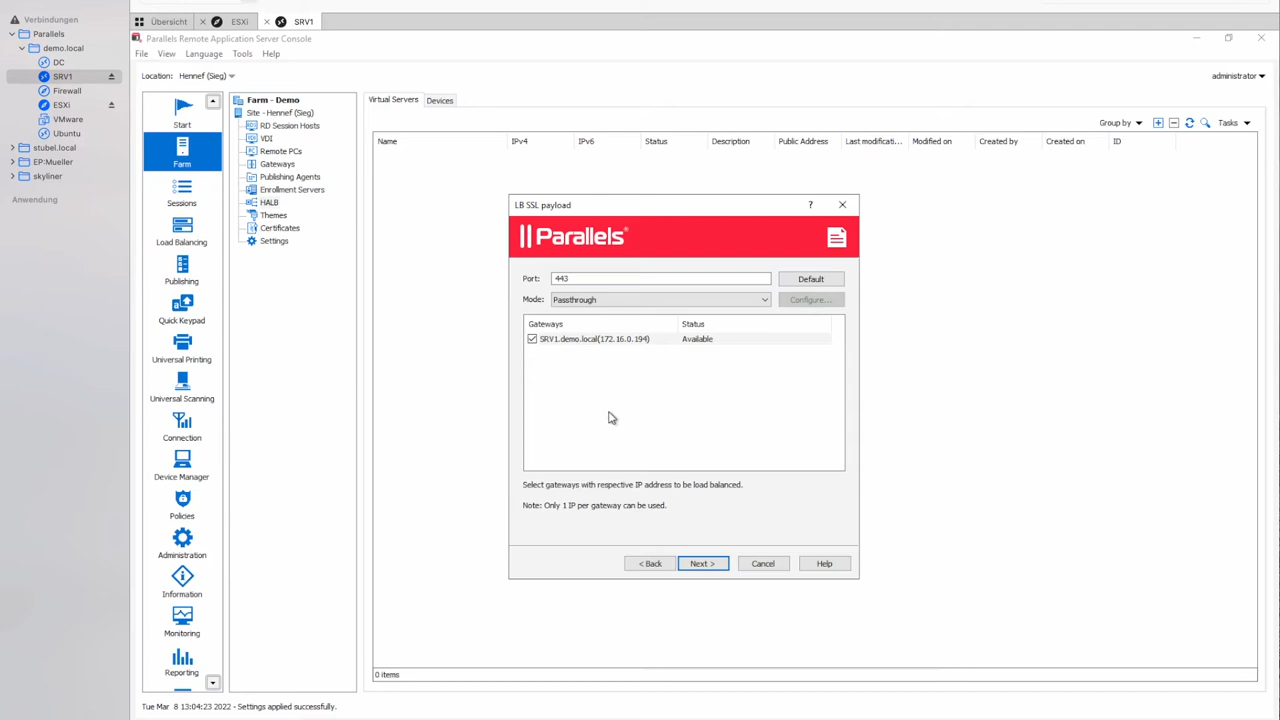 Verbindungen
Parallels
demo.local
DC
SRV1
Firewall
ESXi
VMware
Ubuntu
stubel.local
EP:Mueller
skyliner
Anwendung
Übersicht
ESXi
SRV1
Parallels Remote Application Server Console
File View Language Tools Help
Location: Hennef (Sieg)
administrator
Start
Farm
Sessions
Load Balancing
Publishing
Quick Keypad
Universal Printing
Universal Scanning
Connection
Device Manager
Policies
Administration
Information
Monitoring
Reporting
Farm - Demo
Site - Hennef (Sieg)
RD Session Hosts
VDI
Remote PCs
Gateways
Publishing Agents
Enrollment Servers
HALB
Themes
Certificates
Settings
Virtual Servers Devices
Group by Tasks
Name IPv4 IPv6 Status Description Public Address Last modificati... Modified on Created by Created on ID
LB SSL payload ?
Parallels®
Port: 443 Default
Mode: Passthrough Configure...
Gateways Status
SRV1.demo.local(172.16.0.194) Available
Select gateways with respective IP address to be load balanced.
Note: Only 1 IP per gateway can be used.
< Back Next > Cancel Help
0 items
Tue Mar 8 13:04:23 2022 - Settings applied successfully.